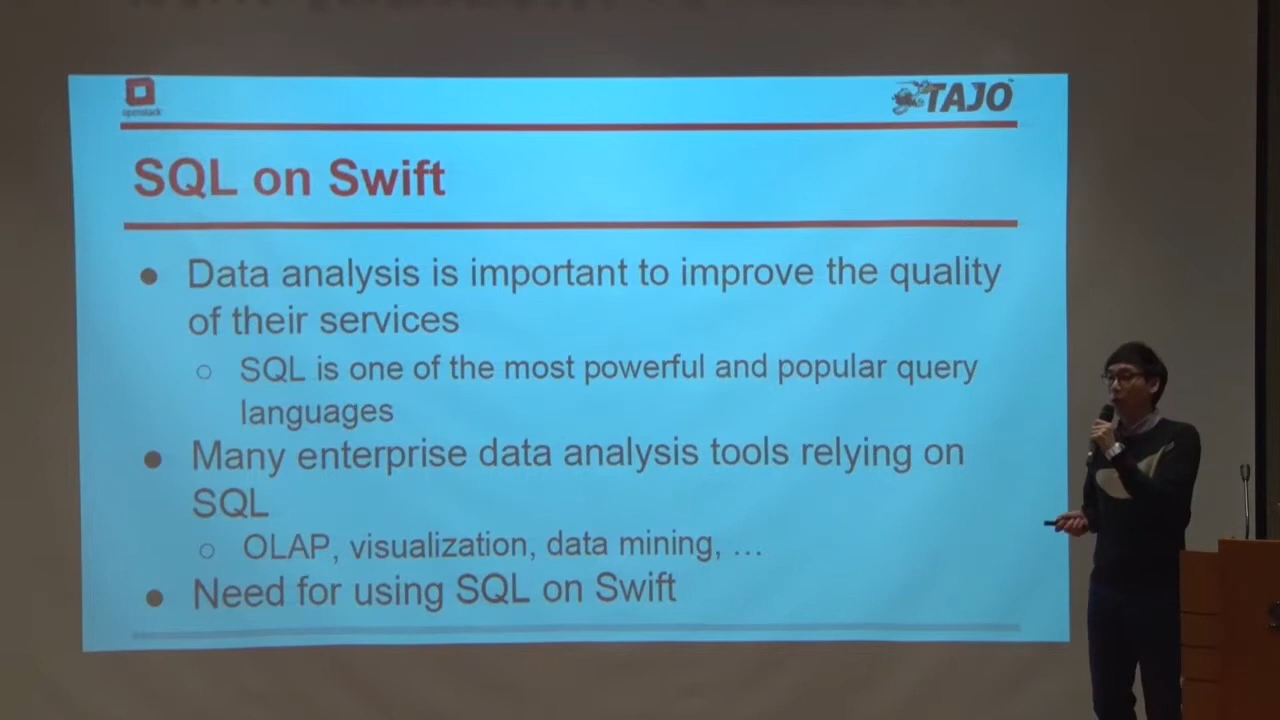 openstack
TAJO
SQL on Swift
● Data analysis is important to improve the quality
of their services
○ SQL is one of the most powerful and popular query
languages
● Many enterprise data analysis tools relying on
SQL
○ OLAP, visualization, data mining, …
● Need for using SQL on Swift